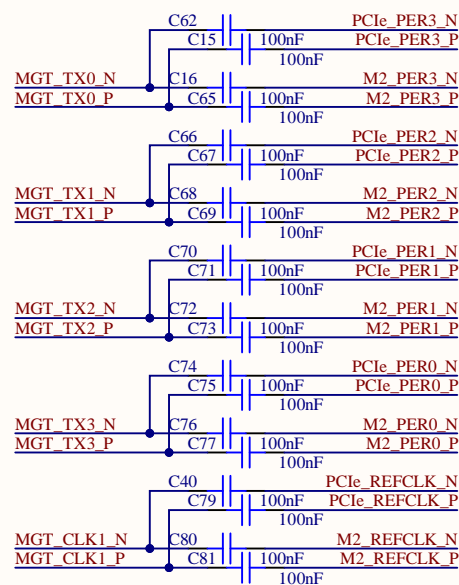 C62 PCIe_PER3_N
C15 100nF PCIe_PER3_P
100nF
MGT_TX0_N C16 M2_PER3_N
MGT_TX0_P C65 100nF M2_PER3_P
100nF
C66 PCIe_PER2_N
C67 100nF PCIe_PER2_P
100nF
MGT_TX1_N C68 M2_PER2_N
MGT_TX1_P C69 100nF M2_PER2_P
100nF
C70 PCIe_PER1_N
C71 100nF PCIe_PER1_P
100nF
MGT_TX2_N C72 M2_PER1_N
MGT_TX2_P C73 100nF M2_PER1_P
100nF
C74 PCIe_PER0_N
C75 100nF PCIe_PER0_P
100nF
MGT_TX3_N C76 M2_PER0_N
MGT_TX3_P C77 100nF M2_PER0_P
100nF
C40 PCIe_REFCLK_N
C79 100nF PCIe_REFCLK_P
100nF
MGT_CLK1_N C80 M2_REFCLK_N
MGT_CLK1_P C81 100nF M2_REFCLK_P
100nF